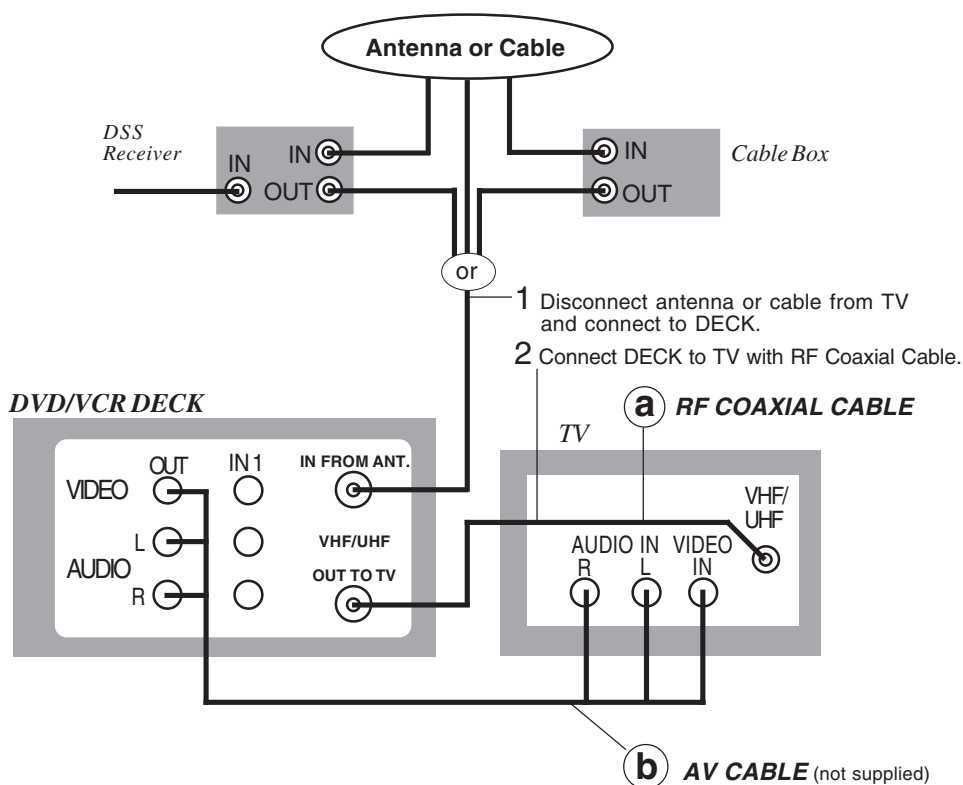 Antenna or Cable
DSS
Receiver
IN
IN
OUT
IN
OUT
Cable Box
or
1 Disconnect antenna or cable from TV
and connect to DECK.
2 Connect DECK to TV with RF Coaxial Cable.
DVD/VCR DECK
a RF COAXIAL CABLE
TV
OUT
IN 1
IN FROM ANT.
VIDEO
L
AUDIO
R
VHF/UHF
OUT TO TV
VHF/
UHF
AUDIO IN
R L
VIDEO
IN
b AV CABLE (not supplied)